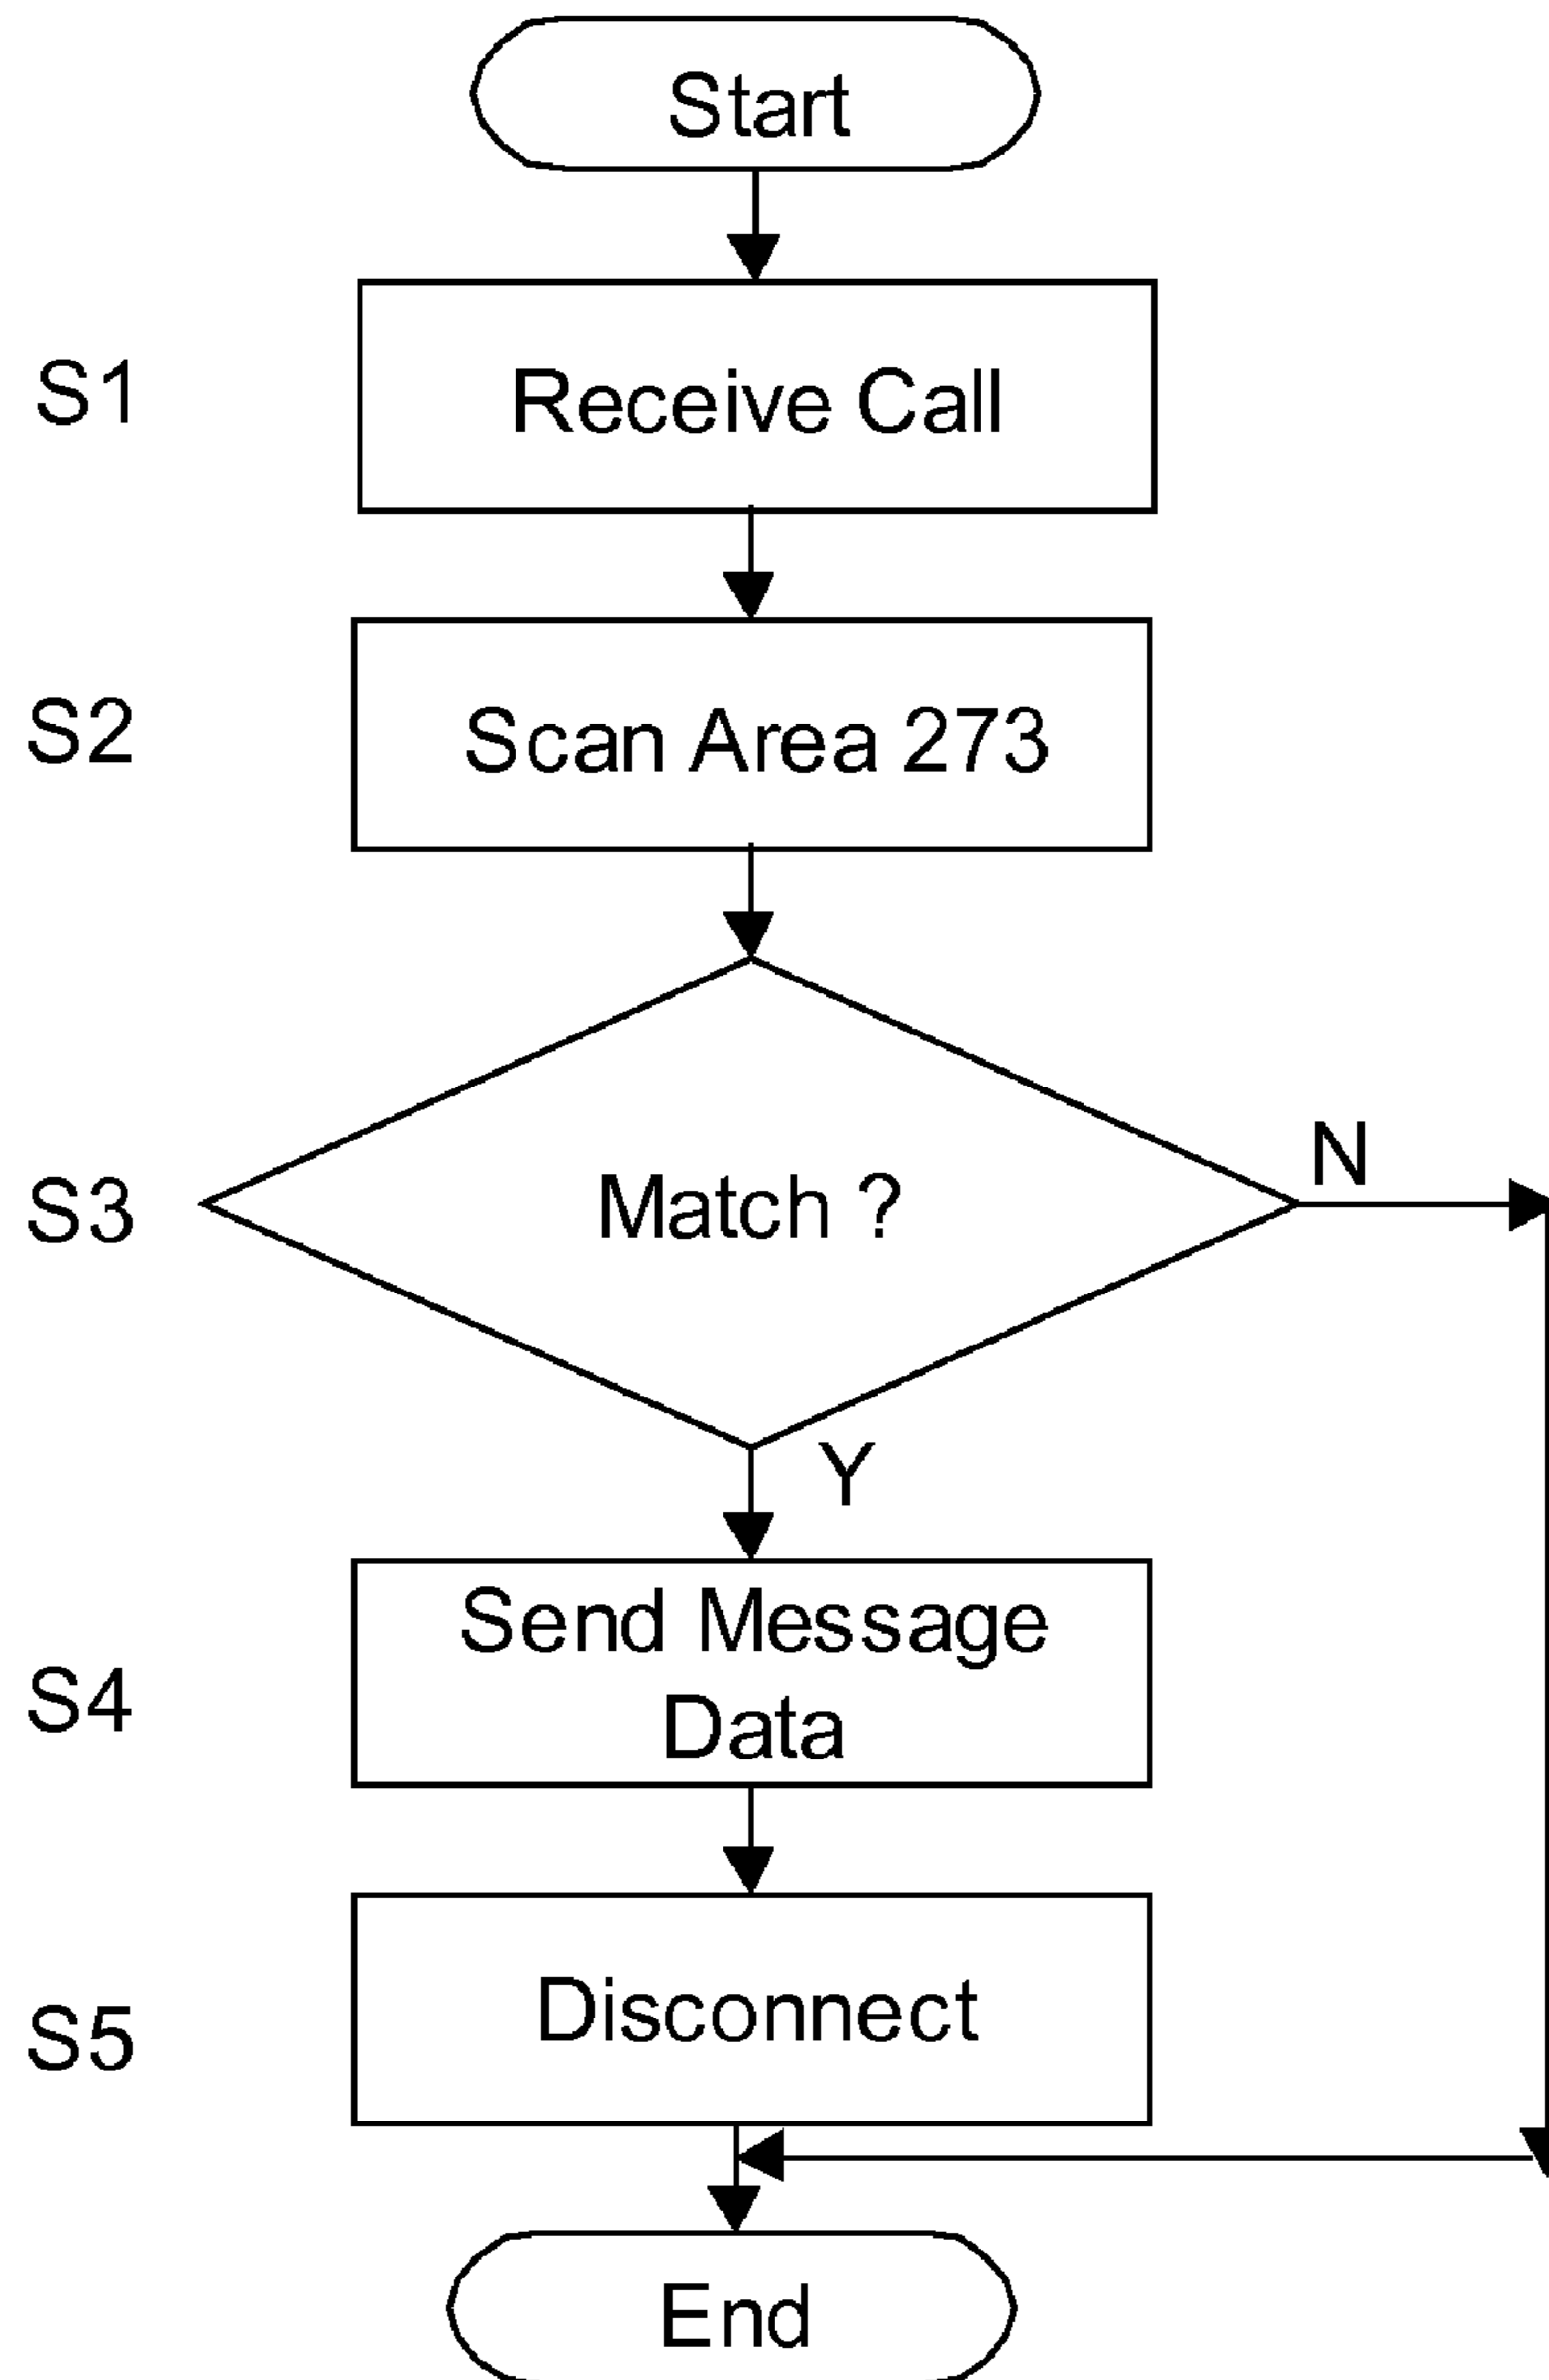 Start
S1
Receive Call
S2
Scan Area 273
S3
Match ?
N
Y
S4
Send Message
Data
S5
Disconnect
End